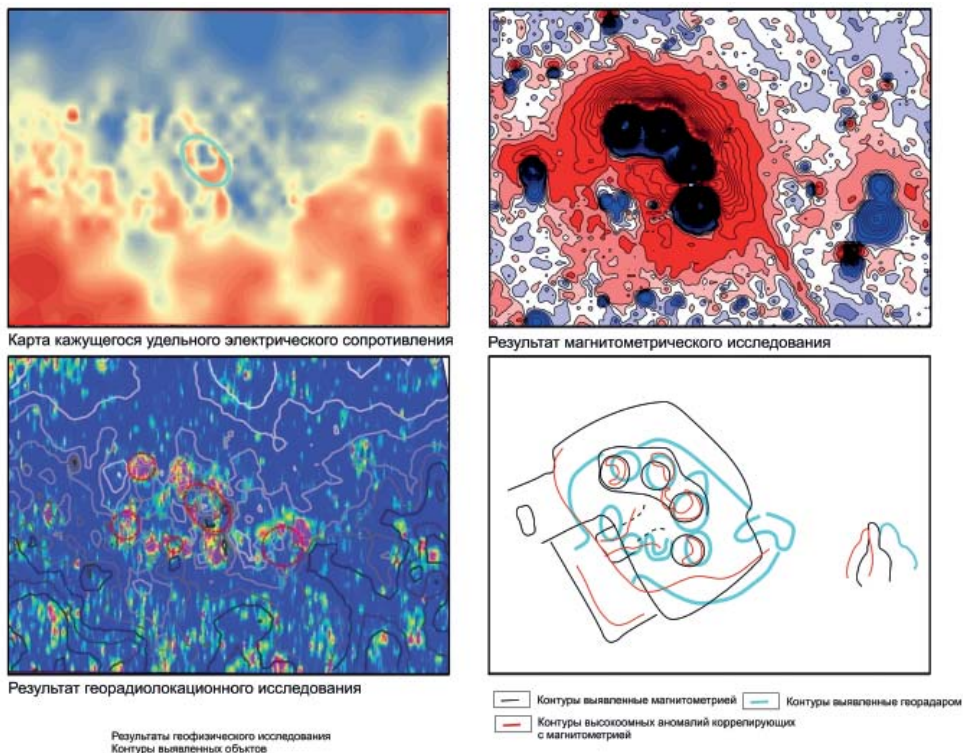 Карта кажущегося удельного электрического сопротивления
Результат магнитометрического исследования
Результат георадиолокационного исследования
Контуры выявленные магнитометрией
Контуры выявленные георадаром
Контуры высокоомных аномалий коррелирующих
с магнитометрией
Результаты геофизического исследования
Контуры выявленных объктов